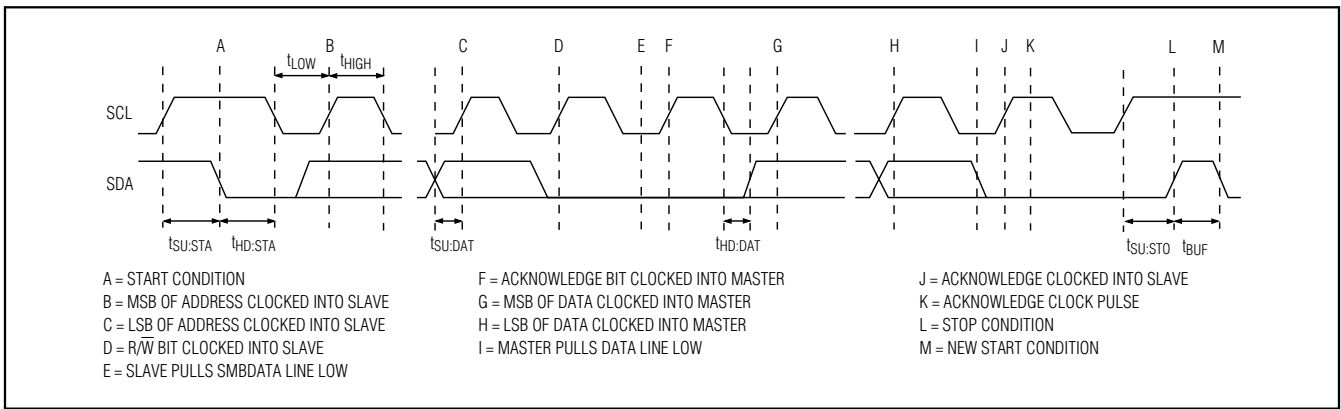 A B C D E F G H I J K L M
tLOW tHIGH
SCL
SDA
tSU:STA tHD:STA tSU:DAT tHD:DAT tSU:STO tBUF
A = START CONDITION
B = MSB OF ADDRESS CLOCKED INTO SLAVE
C = LSB OF ADDRESS CLOCKED INTO SLAVE
D = R/W̅ BIT CLOCKED INTO SLAVE
E = SLAVE PULLS SMBDATA LINE LOW
F = ACKNOWLEDGE BIT CLOCKED INTO MASTER
G = MSB OF DATA CLOCKED INTO MASTER
H = LSB OF DATA CLOCKED INTO MASTER
I = MASTER PULLS DATA LINE LOW
J = ACKNOWLEDGE CLOCKED INTO SLAVE
K = ACKNOWLEDGE CLOCK PULSE
L = STOP CONDITION
M = NEW START CONDITION